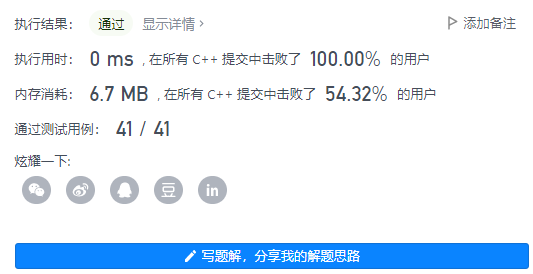 执行结果： 通过 显示详情 > 添加备注
执行用时： 0 ms , 在所有 C++ 提交中击败了 100.00% 的用户
内存消耗： 6.7 MB , 在所有 C++ 提交中击败了 54.32% 的用户
通过测试用例： 41 / 41
炫耀一下:
豆 in
写题解，分享我的解题思路